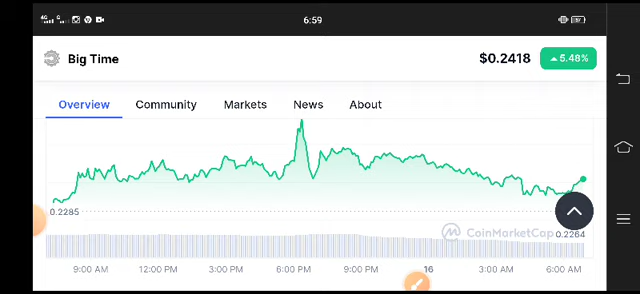 6:59
Big Time
$0.2418
5.48%
Overview Community Markets News About
0.2285
CoinMarketCap
0.2264
9:00 AM 12:00 PM 3:00 PM 6:00 PM 9:00 PM 16 3:00 AM 6:00 AM